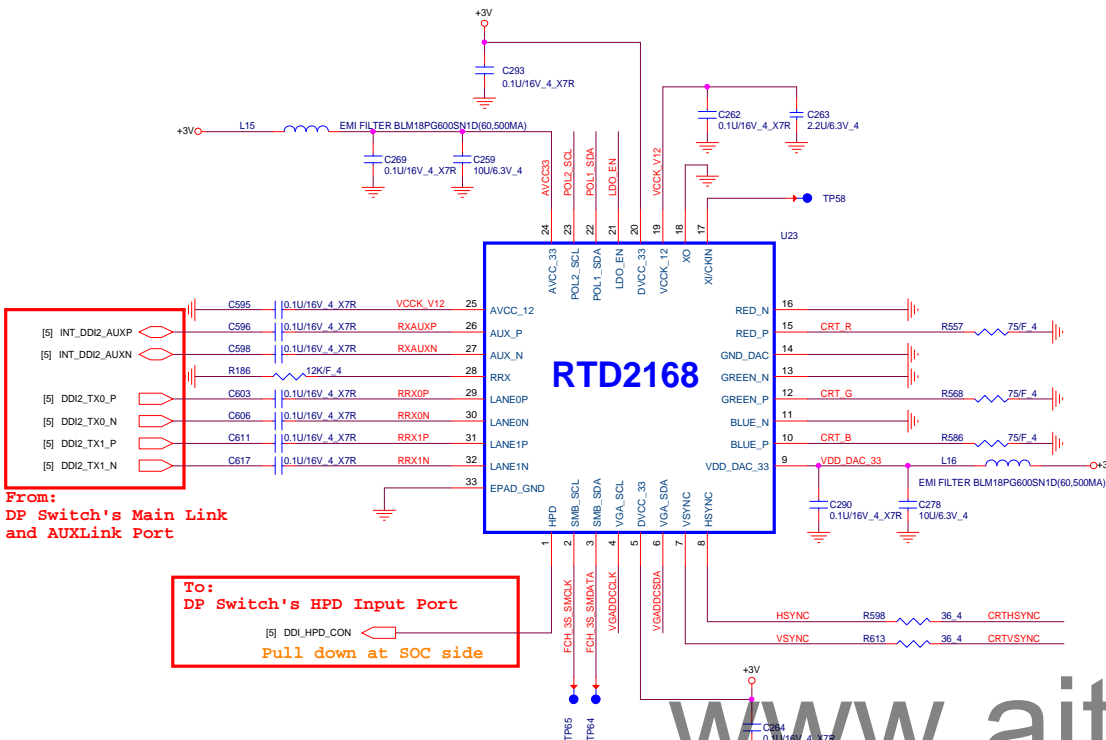 +3V
C293
0.1U/16V_4_X7R
+3V
L15
EMI FILTER BLM18PG600SN1D(60,500MA)
C269
0.1U/16V_4_X7R
C259
10U/6.3V_4
C262
0.1U/16V_4_X7R
C263
2.2U/6.3V_4
AVCC33
POL2_SCL
POL1_SDA
LDO_EN
VCCK_V12
TP58
U23
24
23
22
21
20
19
18
17
AVCC_33
POL2_SCL
POL1_SDA
LDO_EN
DVCC_33
VCCK_12
XO
XI/CKIN
RTD2168
C595 0.1U/16V_4_X7R VCCK_V12 25 AVCC_12
[5] INT_DDI2_AUXP C596 0.1U/16V_4_X7R RXAUXP 26 AUX_P
[5] INT_DDI2_AUXN C598 0.1U/16V_4_X7R RXAUXN 27 AUX_N
R186 12K/F_4 28 RRX
[5] DDI2_TX0_P C603 0.1U/16V_4_X7R RRX0P 29 LANE0P
[5] DDI2_TX0_N C606 0.1U/16V_4_X7R RRX0N 30 LANE0N
[5] DDI2_TX1_P C611 0.1U/16V_4_X7R RRX1P 31 LANE1P
[5] DDI2_TX1_N C617 0.1U/16V_4_X7R RRX1N 32 LANE1N
33 EPAD_GND
RED_N 16
RED_P 15 CRT_R R557 75/F_4
GND_DAC 14
GREEN_N 13
GREEN_P 12 CRT_G R568 75/F_4
BLUE_N 11
BLUE_P 10 CRT_B R586 75/F_4
VDD_DAC_33 9 VDD_DAC_33 L16
EMI FILTER BLM18PG600SN1D(60,500MA)
C290
0.1U/16V_4_X7R
C278
10U/6.3V_4
From:
DP Switch's Main Link
and AUXLink Port
HPD
SMB_SCL
SMB_SDA
VGA_SCL
DVCC_33
VGA_SDA
VSYNC
HSYNC
1
2
3
4
5
6
7
8
FCH_3S_SMCLK
FCH_3S_SMDATA
VGADDCCLK
VGADDCSDA
To:
DP Switch's HPD Input Port
[5] DDI_HPD_CON
Pull down at SOC side
HSYNC R598 36_4 CRTHSYNC
VSYNC R613 36_4 CRTVSYNC
TP65
TP64
+3V
C264
0.1U/16V_4_X7R
www.ait